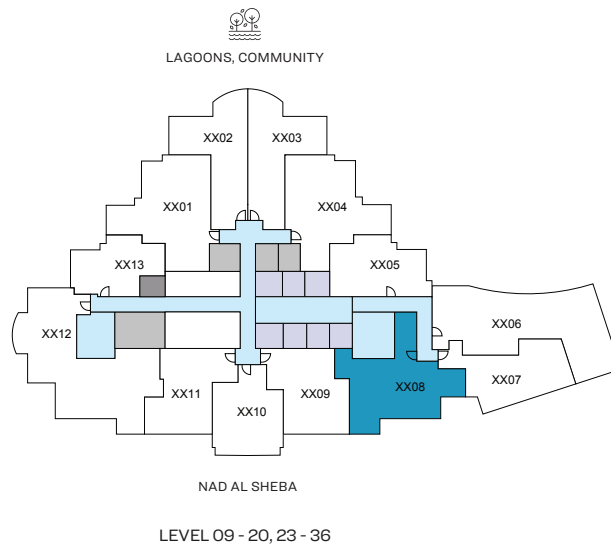 LAGOONS, COMMUNITY
XX02
XX03
XX01
XX04
XX13
XX05
XX12
XX06
XX11
XX10
XX09
XX08
XX07
NAD AL SHEBA
LEVEL 09 - 20, 23 - 36